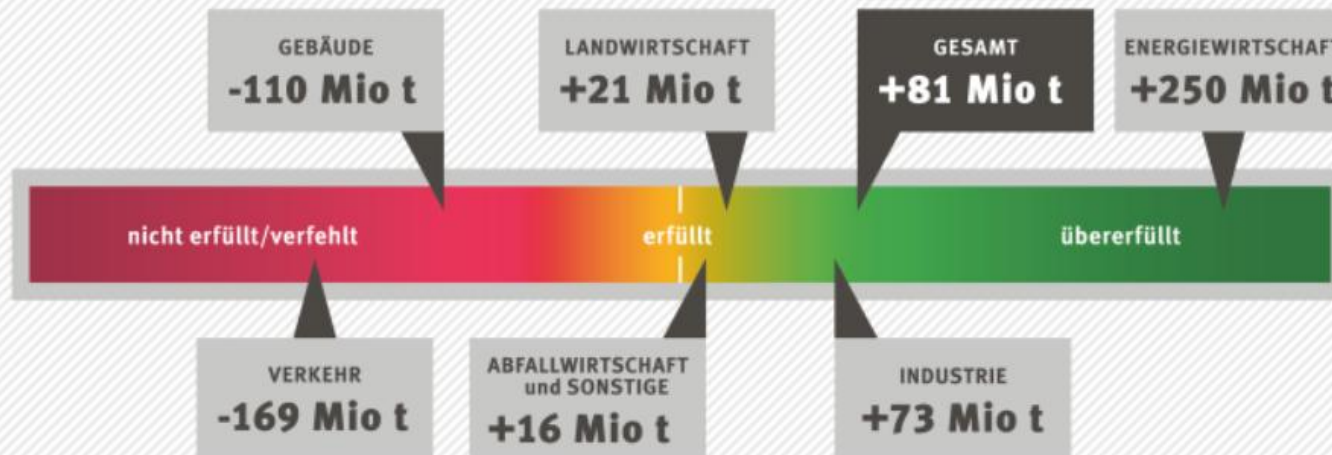 GEBÄUDE
-110 Mio t
LANDWIRTSCHAFT
+21 Mio t
GESAMT
+81 Mio t
ENERGIEWIRTSCHAFT
+250 Mio t
nicht erfüllt/verfehlt
erfüllt
übererfüllt
VERKEHR
-169 Mio t
ABFALLWIRTSCHAFT
und SONSTIGE
+16 Mio t
INDUSTRIE
+73 Mio t